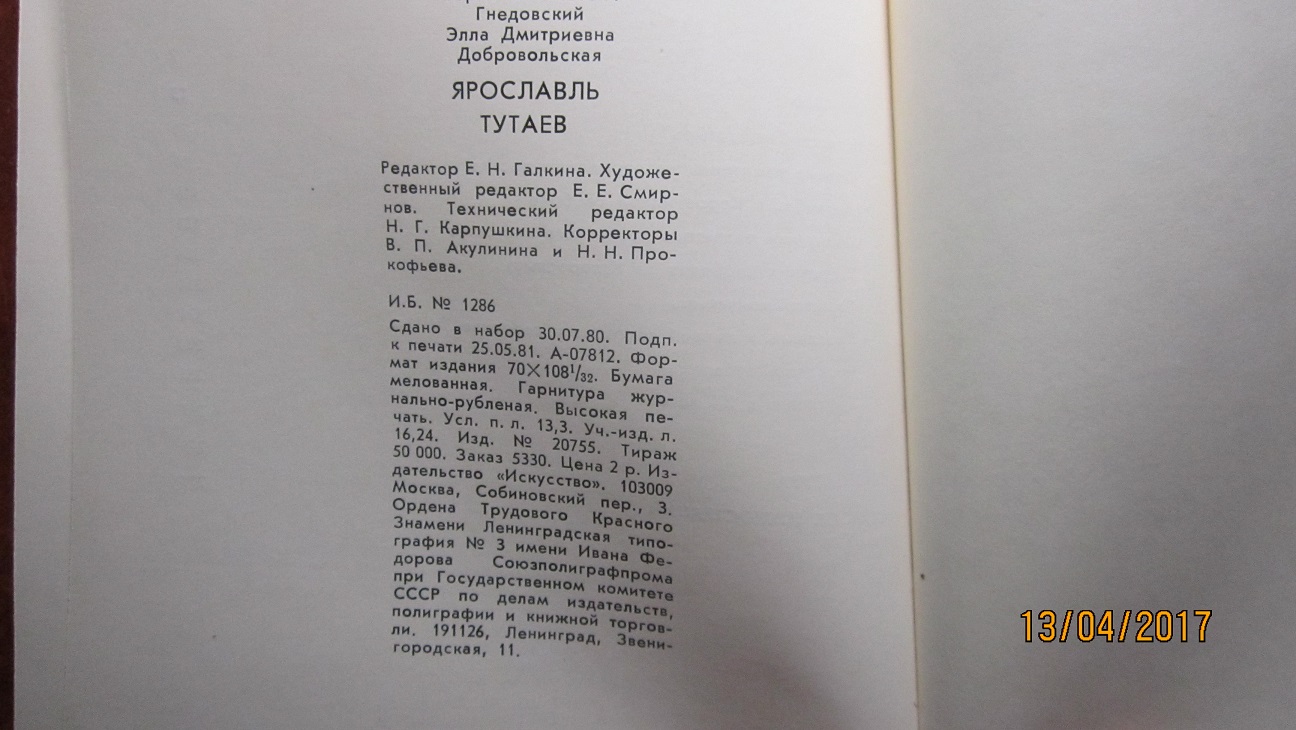 Гнедовский
Элла Дмитриевна
Добровольская
ЯРОСЛАВЛЬ
ТУТАЕВ
Редактор Е. Н. Галкина. Художе-
ственный редактор Е. Е. Смир-
нов. Технический редактор
Н. Г. Карпушкина. Корректоры
В. П. Акулинина и Н. Н. Про-
кофьева.
И.Б. № 1286
Сдано в набор 30.07.80. Подп.
к печати 25.05.81. А-07812. Фор-
мат издания 70×108¹/₃₂. Бумага
мелованная. Гарнитура жур-
нально-рубленая. Высокая пе-
чать. Усл. п. л. 13,3. Уч.-изд. л.
16,24. Изд. № 20755. Тираж
50 000. Заказ 5330. Цена 2 р. Из-
дательство «Искусство». 103009
Москва, Собиновский пер., 3.
Ордена Трудового Красного
Знамени Ленинградская типо-
графия № 3 имени Ивана Фе-
дорова Союзполиграфпрома
при Государственном комитете
СССР по делам издательств,
полиграфии и книжной торгов-
ли. 191126, Ленинград, Звени-
городская, 11.
13/04/2017